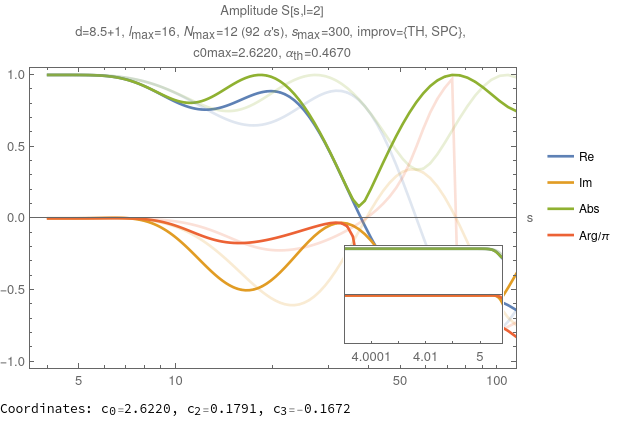 Amplitude S[s,l=2]
d=8.5+1, lmax=16, Nmax=12 (92 α's), smax=300, improv={TH, SPC},
c0max=2.6220, αth=0.4670
1.0
0.5
0.0
-0.5
-1.0
s
Re
Im
Abs
Arg/π
4.0001 4.01 5
5 10 50 100
Coordinates: c0=2.6220, c2=0.1791, c3=-0.1672